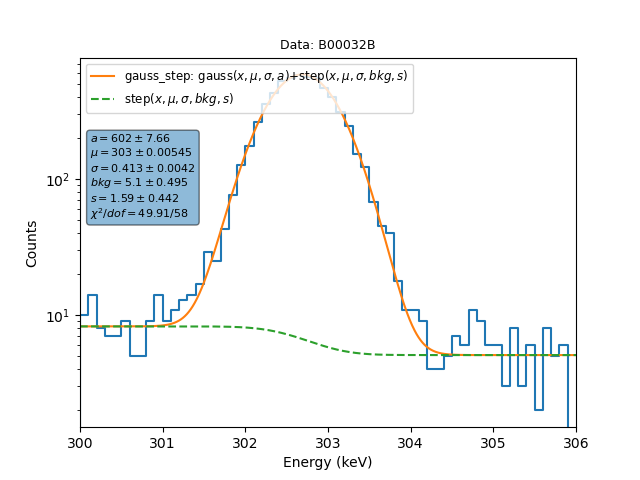 Data: B00032B
gauss_step: gauss(x, μ, σ, a)+step(x, μ, σ, bkg, s)
step(x, μ, σ, bkg, s)
a = 602 ± 7.66
μ = 303 ± 0.00545
σ = 0.413 ± 0.0042
bkg = 5.1 ± 0.495
s = 1.59 ± 0.442
χ²/dof = 49.91/58
10²
10¹
Counts
300 301 302 303 304 305 306
Energy (keV)